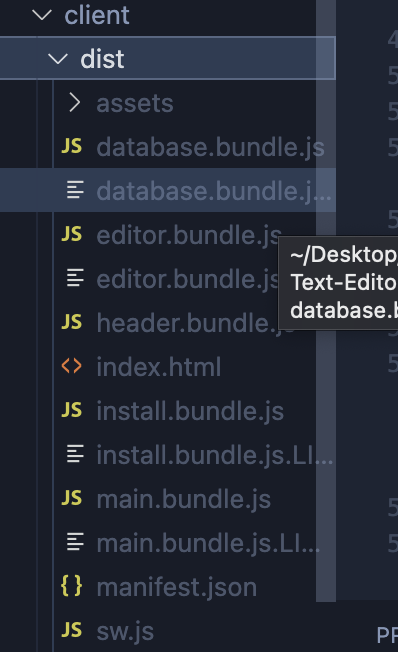 client
dist
assets
JS database.bundle.js
database.bundle.j...
JS editor.bundle.js
editor.bundle.js
JS header.bundle.js
~/Desktop/
Text-Edito
database.b
<> index.html
JS install.bundle.js
install.bundle.js.LI...
JS main.bundle.js
main.bundle.js.LI...
{} manifest.json
JS sw.js
4
5
5
5
5
5
5
5
5
PR